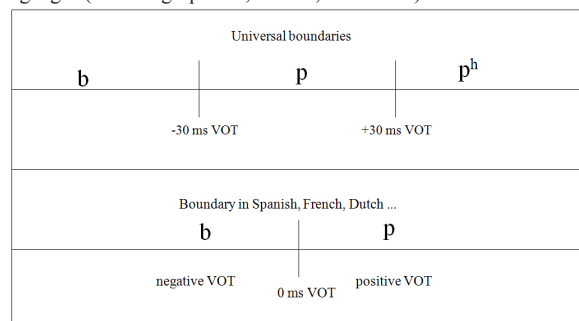 Universal boundaries
b p pʰ
-30 ms VOT +30 ms VOT
Boundary in Spanish, French, Dutch ...
b p
negative VOT 0 ms VOT positive VOT